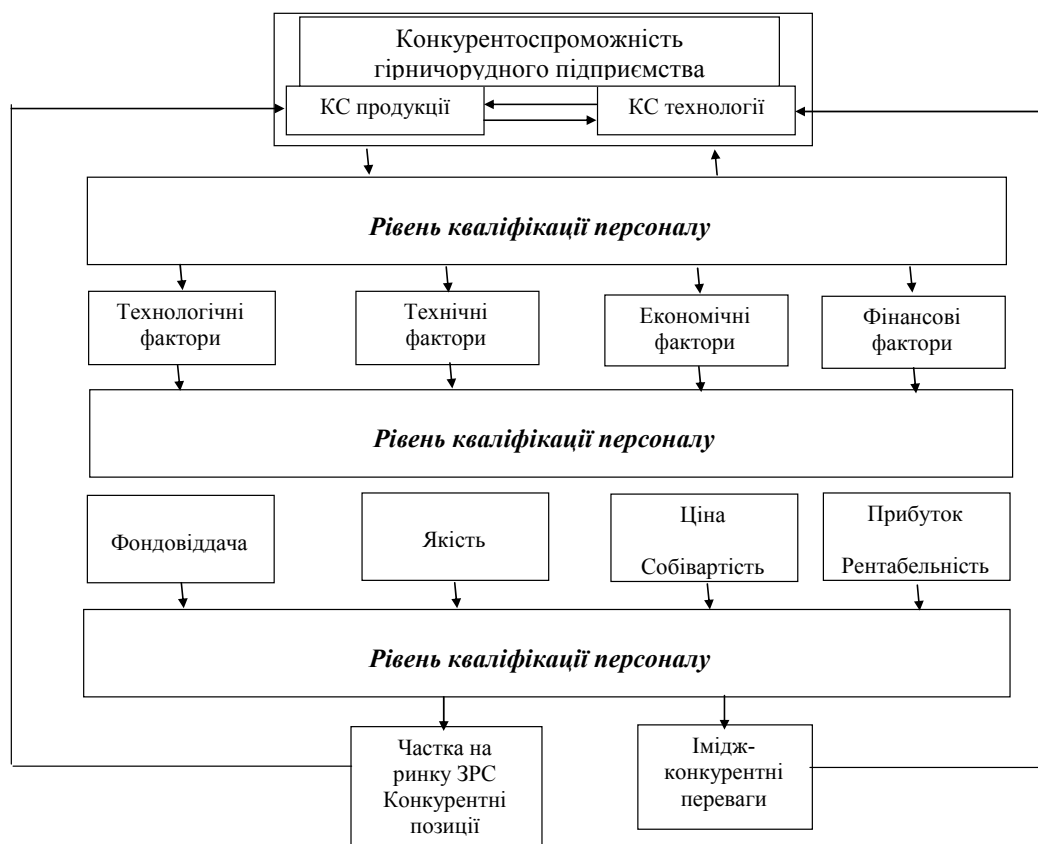 Конкурентоспроможність
гірничорудного підприємства
КС продукції
КС технології
Рівень кваліфікації персоналу
Технологічні
фактори
Технічні
фактори
Економічні
фактори
Фінансові
фактори
Рівень кваліфікації персоналу
Фондовіддача
Якість
Ціна
Собівартість
Прибуток
Рентабельність
Рівень кваліфікації персоналу
Частка на
ринку ЗРС
Конкурентні
позиції
Імідж-
конкурентні
переваги